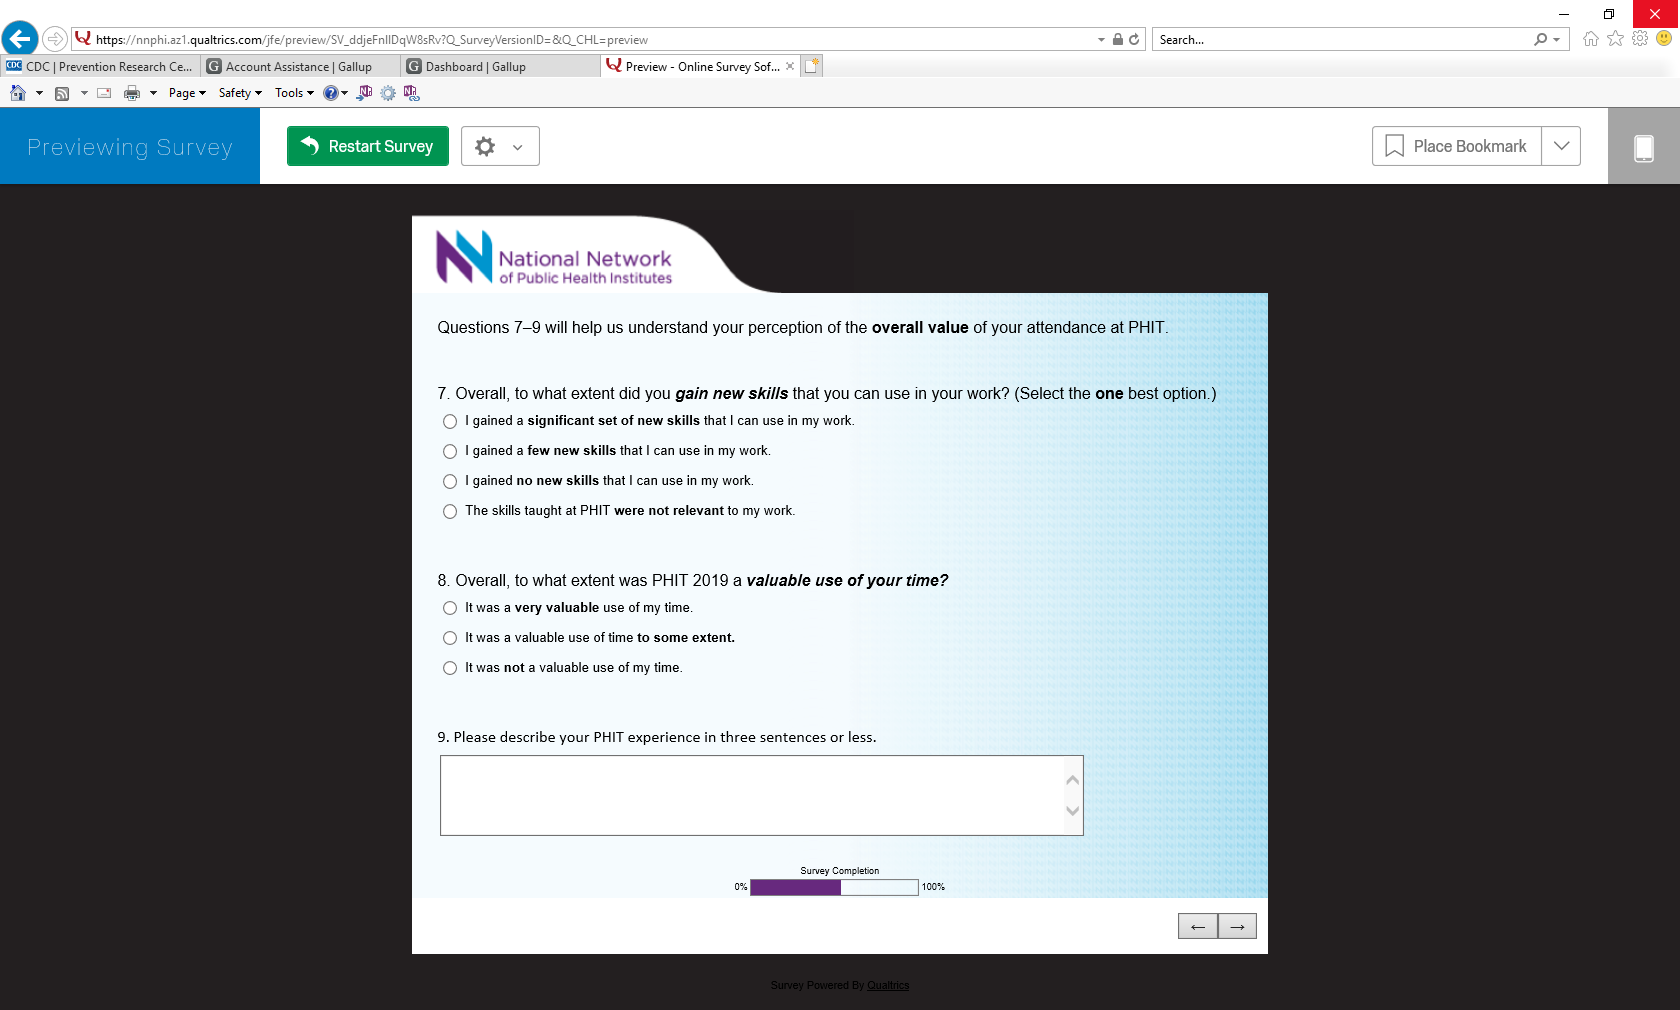 https://nnphi.az1.qualtrics.com/jfe/preview/SV_ddjeFnIlDqW8sRv?Q_SurveyVersionID=&Q_CHL=preview
Search...
CDC CDC | Prevention Research Ce...
G Account Assistance | Gallup
G Dashboard | Gallup
Preview - Online Survey Sof...
Page
Safety
Tools
Previewing Survey
Restart Survey
Place Bookmark
National Network
of Public Health Institutes
Questions 7–9 will help us understand your perception of the overall value of your attendance at PHIT.
7. Overall, to what extent did you gain new skills that you can use in your work? (Select the one best option.)
I gained a significant set of new skills that I can use in my work.
I gained a few new skills that I can use in my work.
I gained no new skills that I can use in my work.
The skills taught at PHIT were not relevant to my work.
8. Overall, to what extent was PHIT 2019 a valuable use of your time?
It was a very valuable use of my time.
It was a valuable use of time to some extent.
It was not a valuable use of my time.
9. Please describe your PHIT experience in three sentences or less.
Survey Completion
0% 100%
Survey Powered By Qualtrics